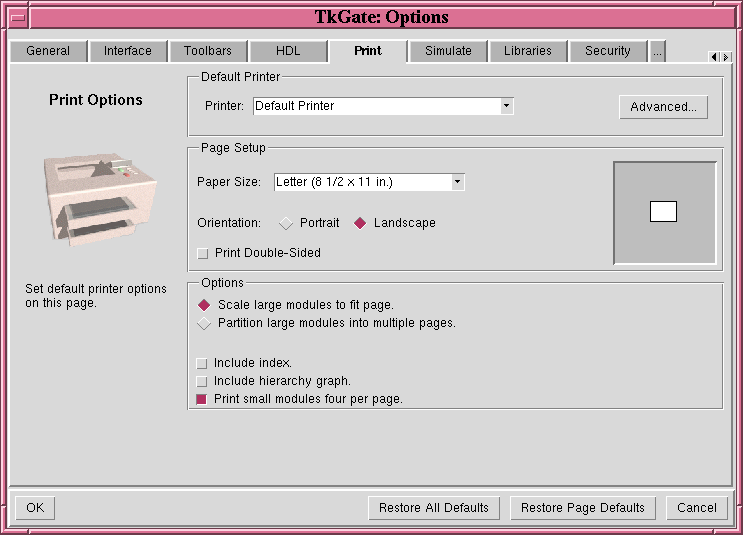 TkGate: Options
General Interface Toolbars HDL Print Simulate Libraries Security ...
Print Options
Set default printer options
on this page.
Default Printer
Printer: Default Printer Advanced...
Page Setup
Paper Size: Letter (8 1/2 x 11 in.)
Orientation: Portrait Landscape
Print Double-Sided
Options
Scale large modules to fit page.
Partition large modules into multiple pages.
Include index.
Include hierarchy graph.
Print small modules four per page.
OK Restore All Defaults Restore Page Defaults Cancel